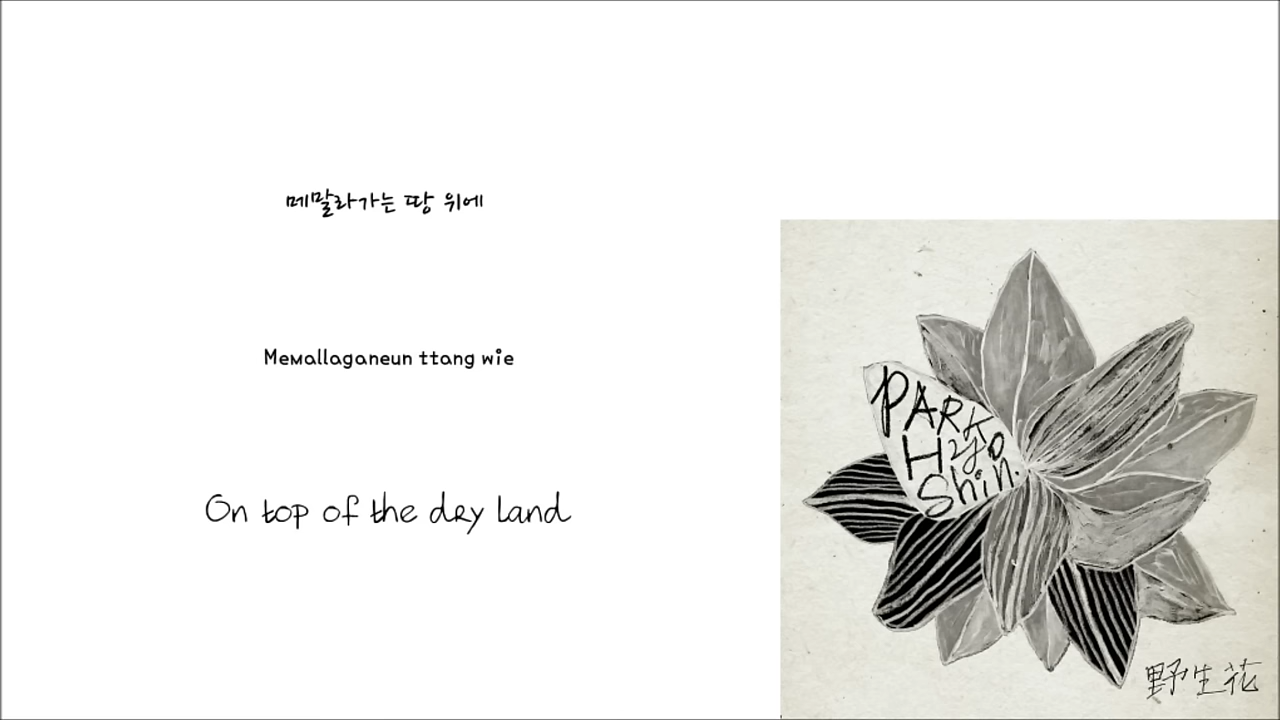 메말라가는 땅 위에
Memallaganeun ttang wie
On top of the dry land
PARK
Hyo
Shin.
野生花